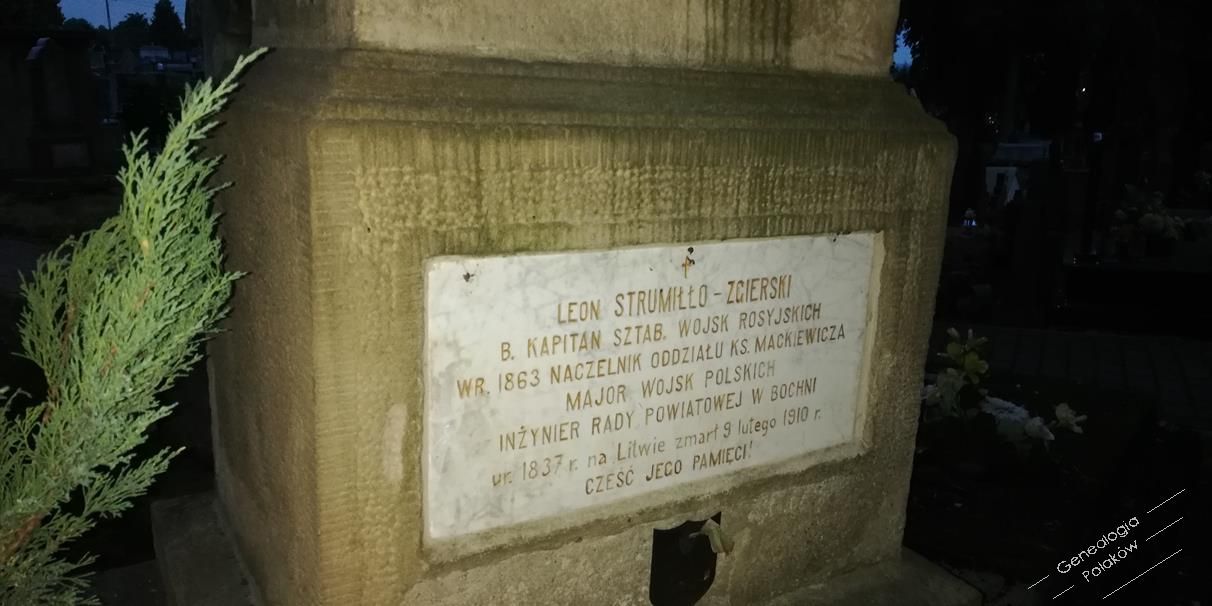 LEON STRUMIŁŁO - ZGIERSKI
B. KAPITAN SZTAB. WOJSK ROSYJSKICH
WR. 1863 NACZELNIK ODDZIAŁU KS. MACKIEWICZA
MAJOR WOJSK POLSKICH
INŻYNIER RADY POWIATOWEJ W BOCHNI
ur. 1837 r. na Litwie zmarł 9 lutego 1910 r.
CZEŚĆ JEGO PAMIĘCI!
Genealogia
Polaków